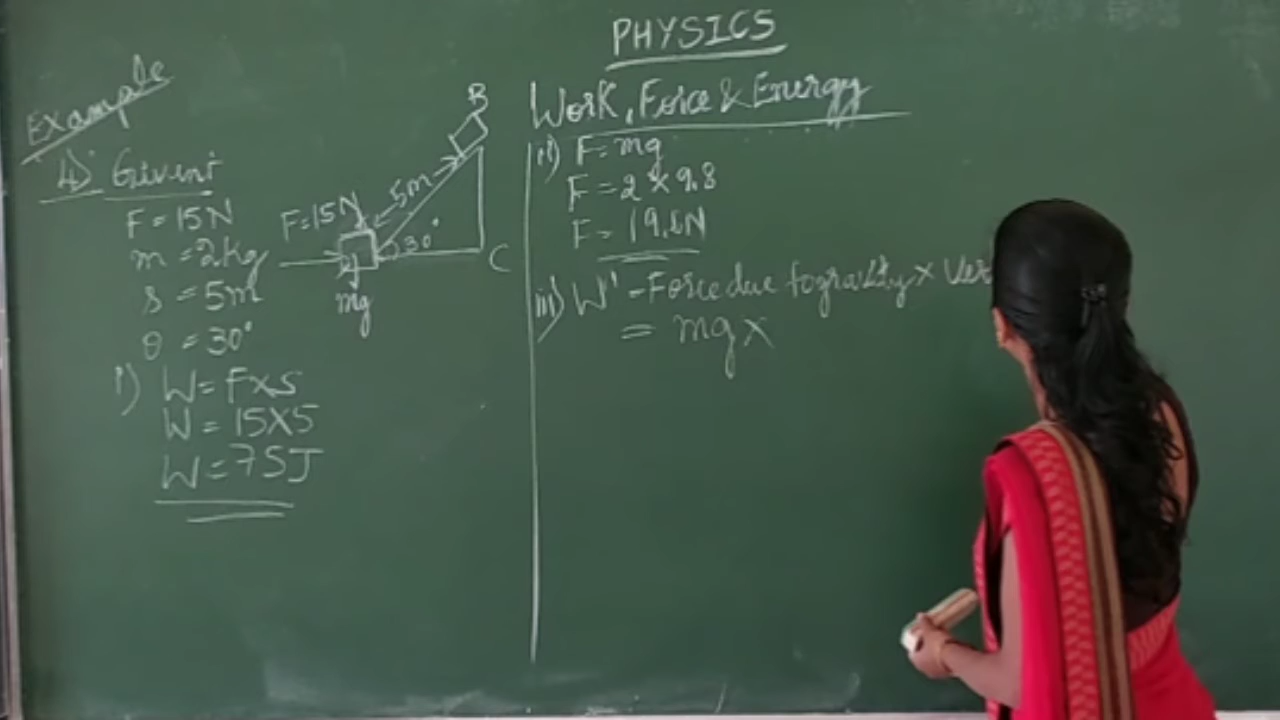 PHYSICS
Example
Work, Force & Energy
4) Given:
F = 15N
m = 2kg
s = 5m
θ = 30°
i) W = F×S
W = 15×5
W = 75J
B
5m
F=15N
30°
C
mg
ii) F = mg
F = 2 × 9.8
F = 19.6N
iii) W' = Force due to gravity × Ver
= mg ×